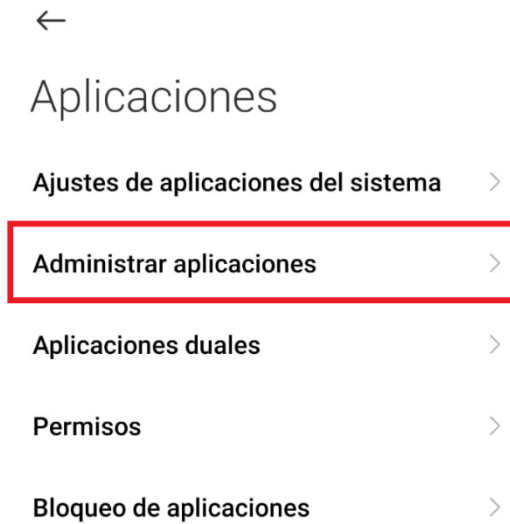 Aplicaciones
Ajustes de aplicaciones del sistema
Administrar aplicaciones
Aplicaciones duales
Permisos
Bloqueo de aplicaciones